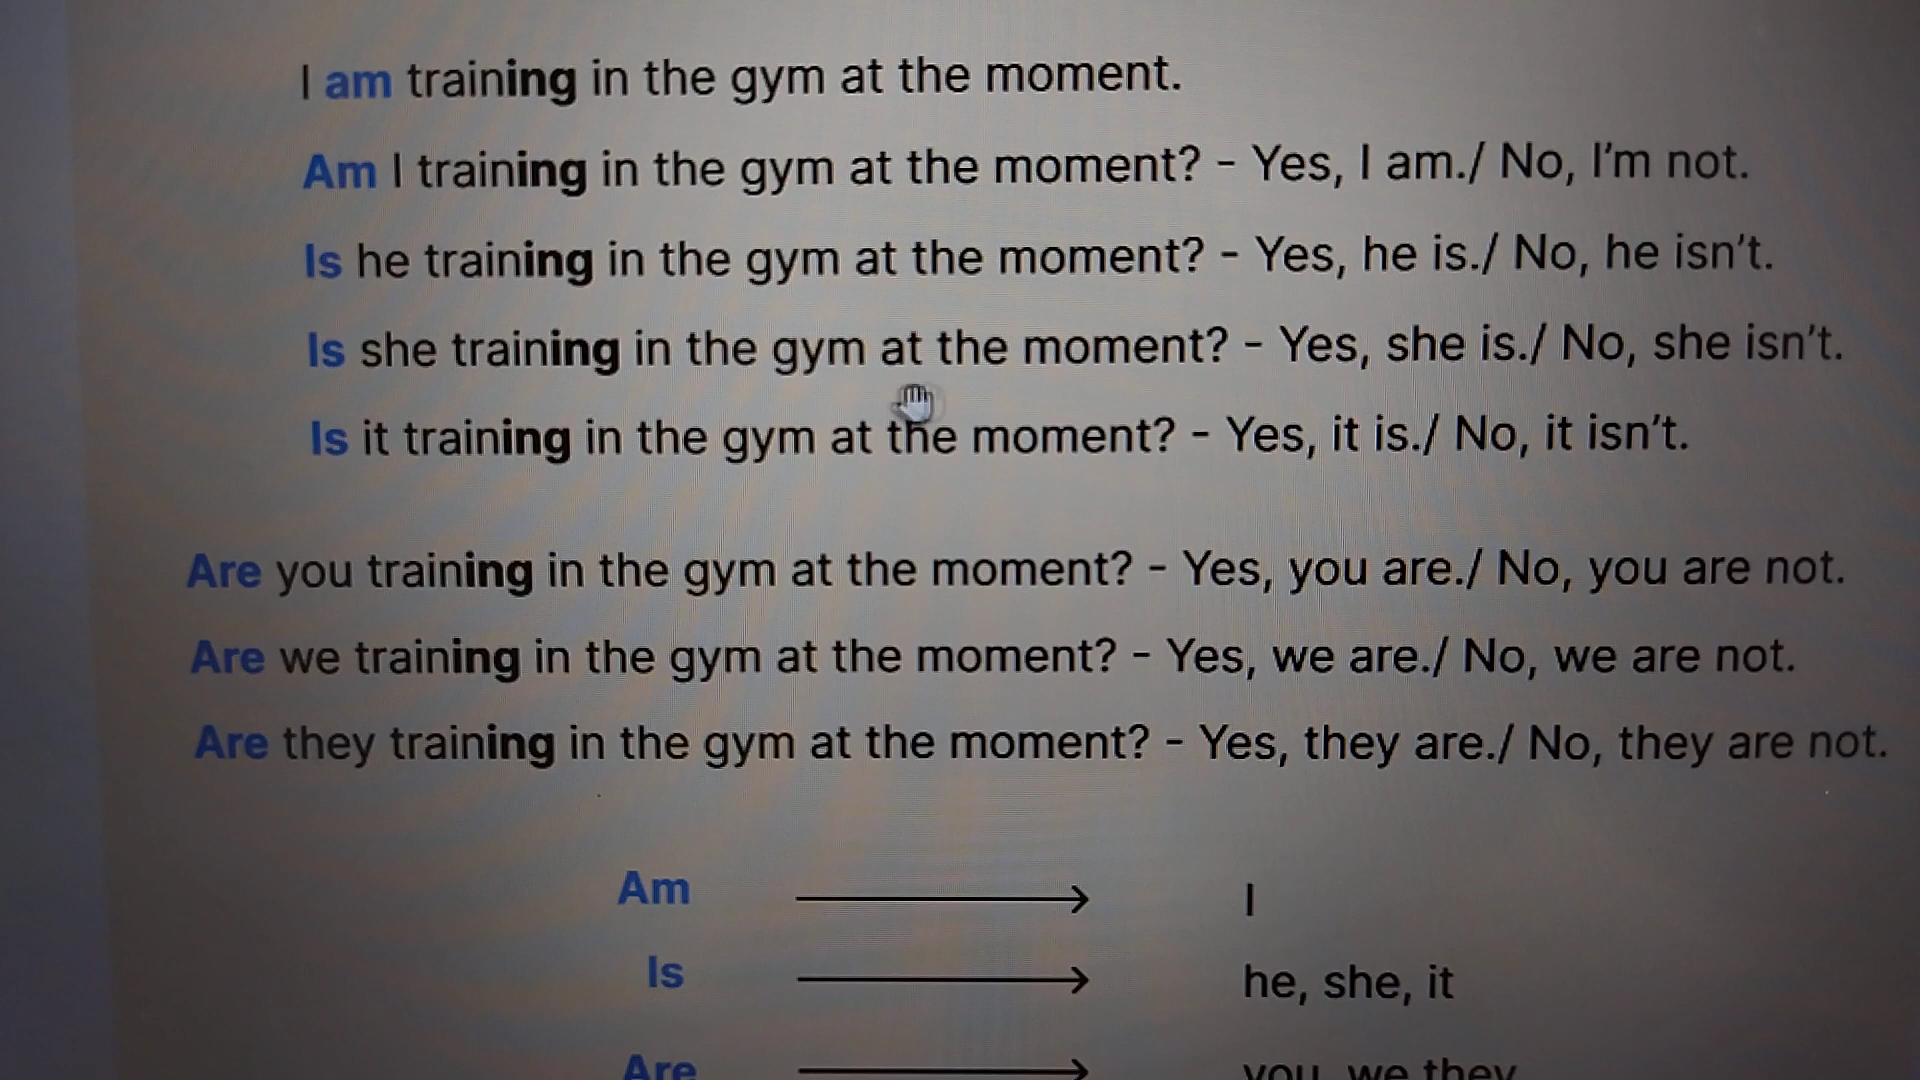 I am training in the gym at the moment.
Am I training in the gym at the moment? - Yes, I am./ No, I'm not.
Is he training in the gym at the moment? - Yes, he is./ No, he isn't.
Is she training in the gym at the moment? - Yes, she is./ No, she isn't.
Is it training in the gym at the moment? - Yes, it is./ No, it isn't.
Are you training in the gym at the moment? - Yes, you are./ No, you are not.
Are we training in the gym at the moment? - Yes, we are./ No, we are not.
Are they training in the gym at the moment? - Yes, they are./ No, they are not.
Am → I
Is → he, she, it
Are → you, we they